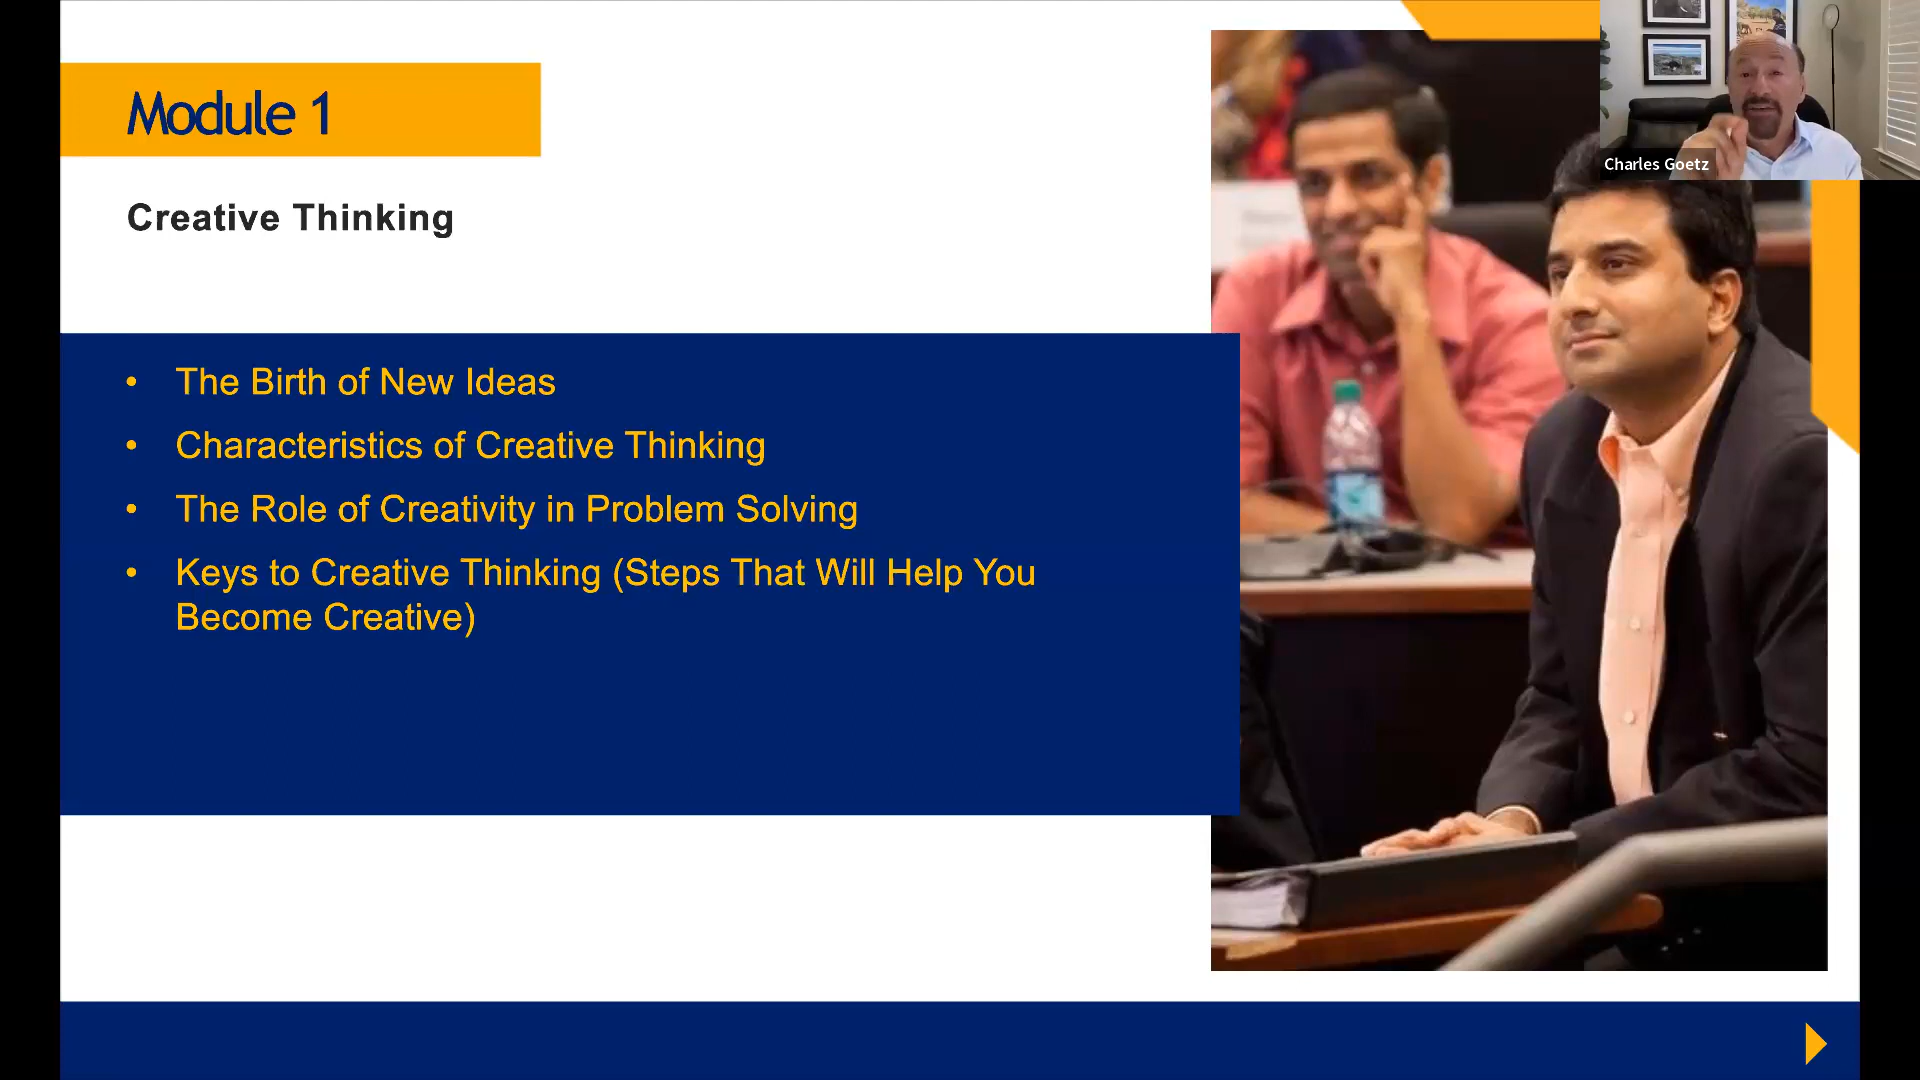 Module 1
Charles Goetz
Creative Thinking
• The Birth of New Ideas
• Characteristics of Creative Thinking
• The Role of Creativity in Problem Solving
• Keys to Creative Thinking (Steps That Will Help You
Become Creative)